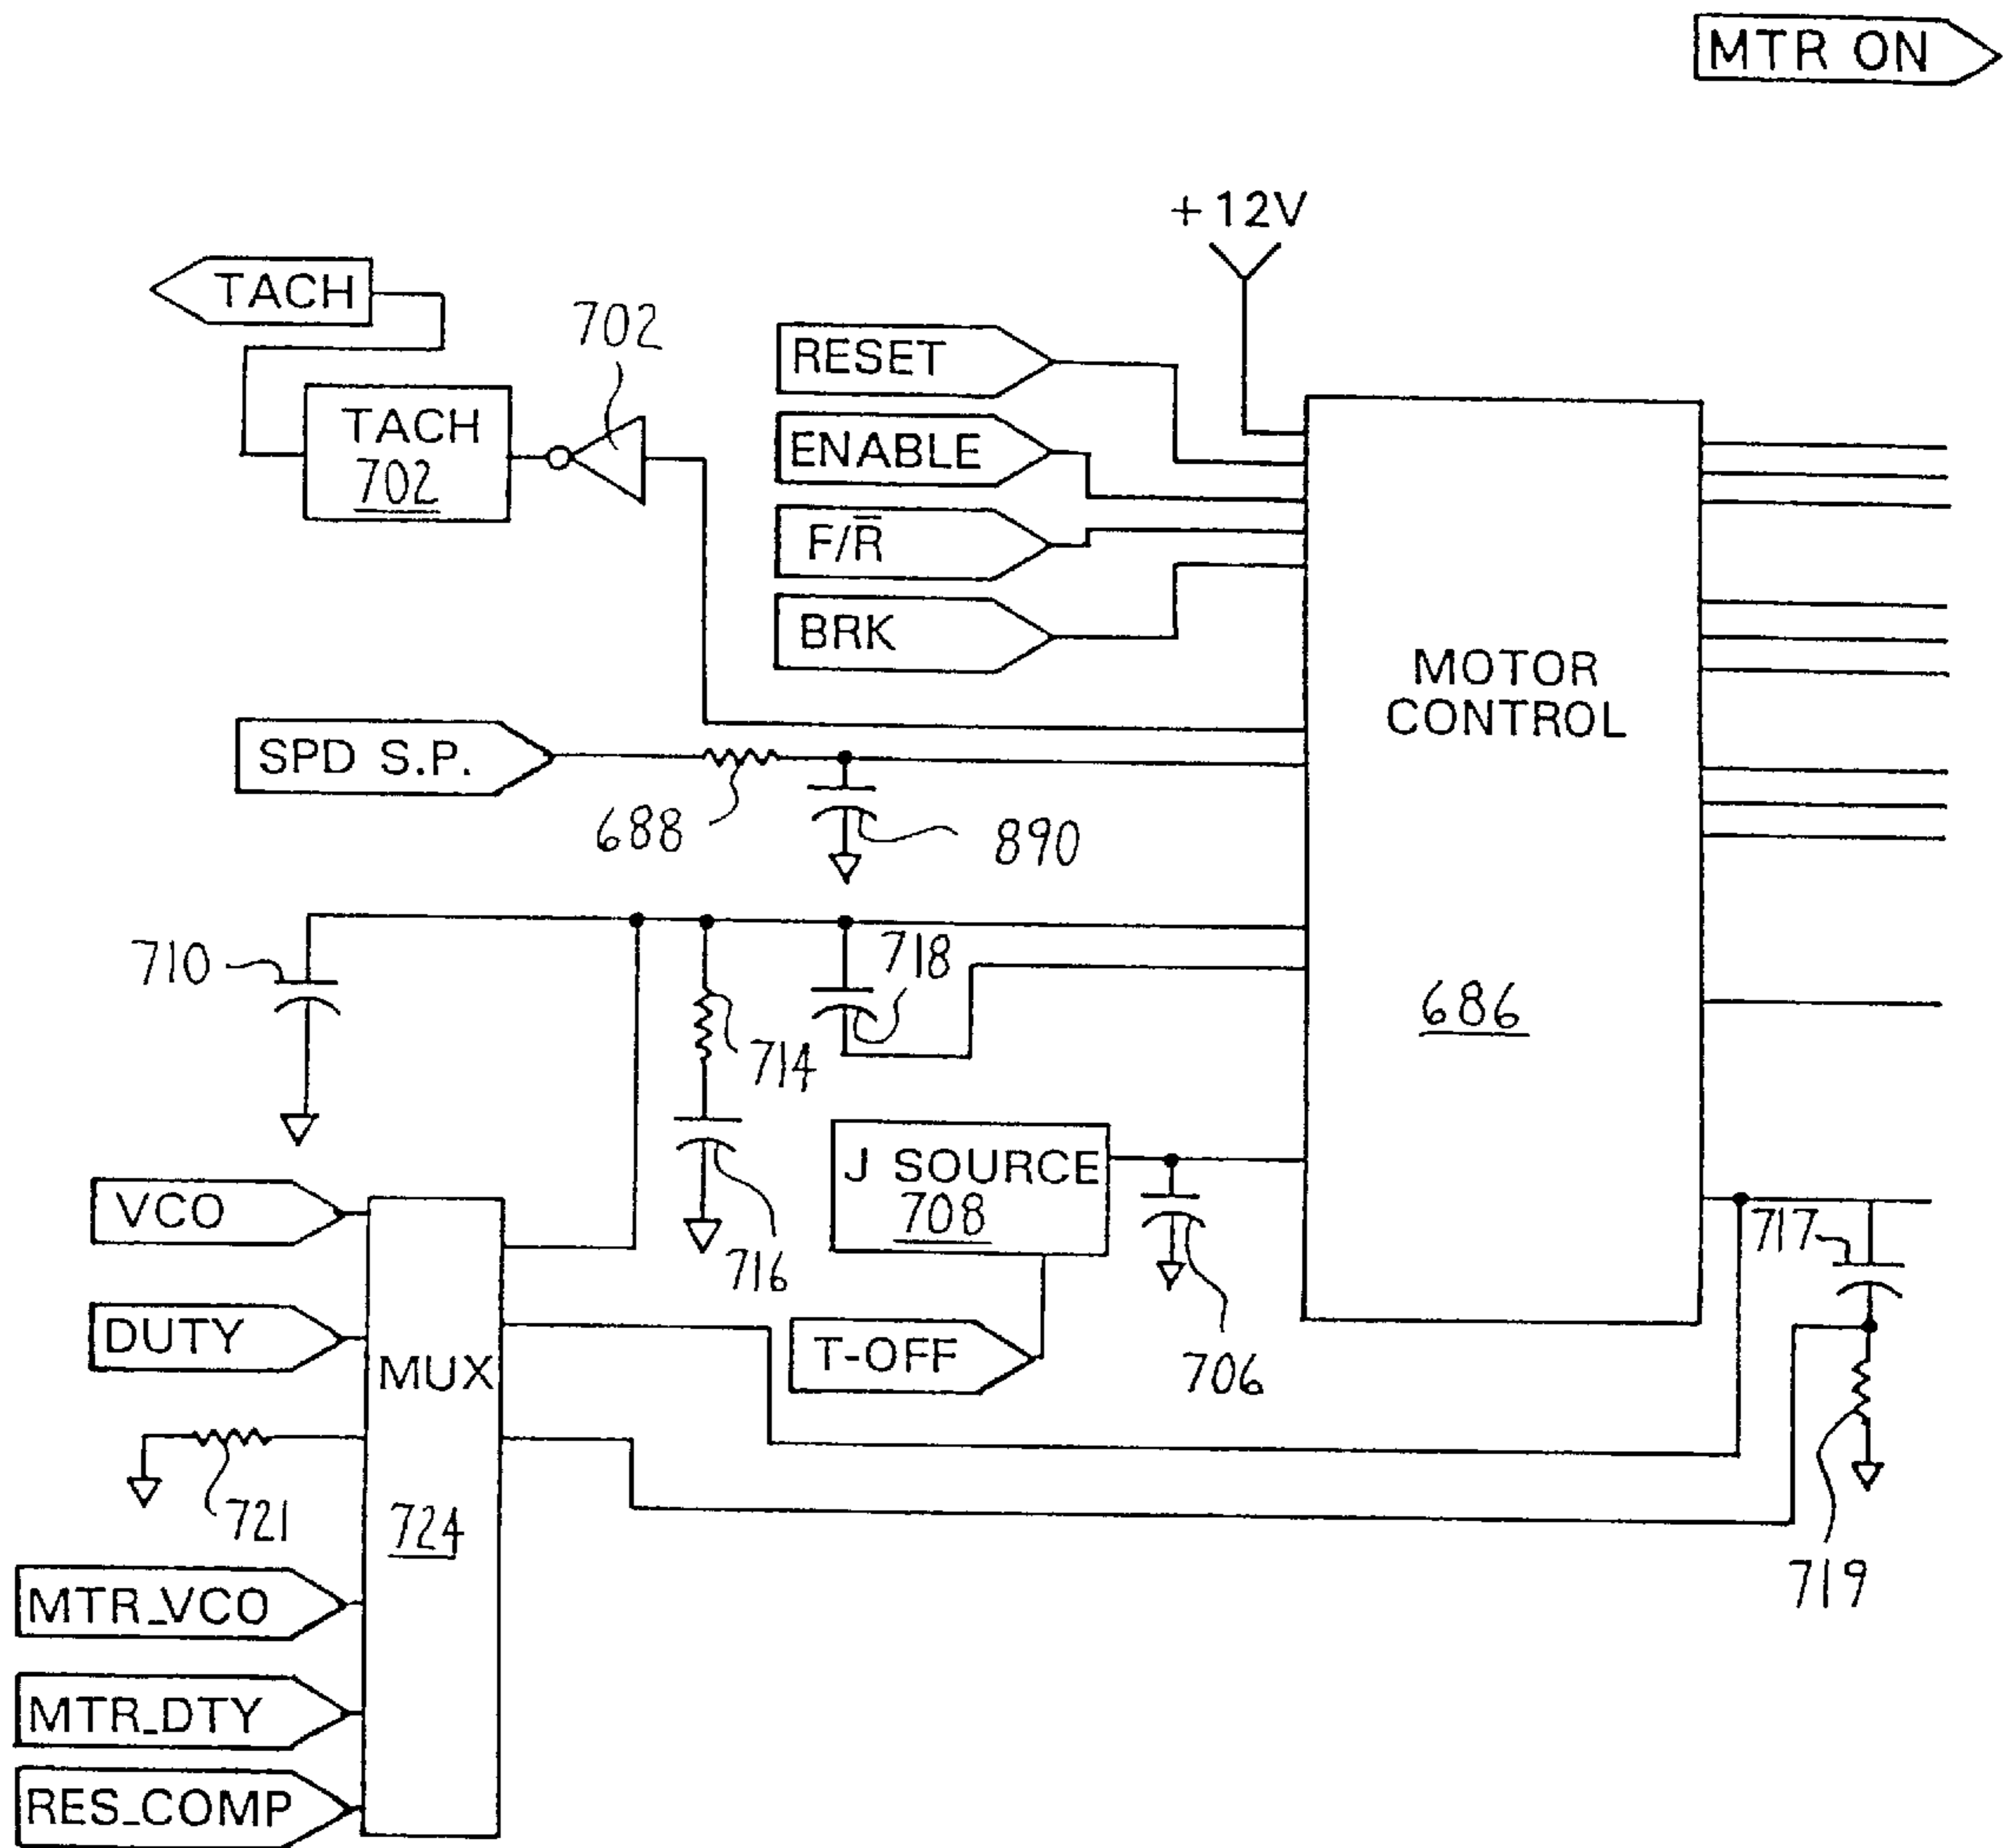 MTR ON
+12V
TACH
702
RESET
TACH
702
ENABLE
F/R̅
BRK
MOTOR
CONTROL
SPD S.P.
688
890
710
718
686
714
J SOURCE
708
VCO
717
716
DUTY
T-OFF
MUX
706
721
724
719
MTR_VCO
MTR_DTY
RES_COMP